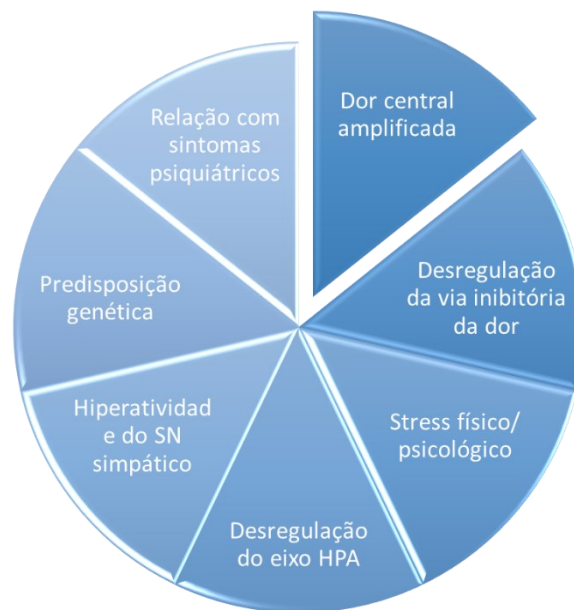 Dor central
amplificada
Desregulação
da via inibitória
da dor
Stress físico/
psicológico
Desregulação
do eixo HPA
Hiperatividad
e do SN
simpático
Predisposição
genética
Relação com
sintomas
psiquiátricos